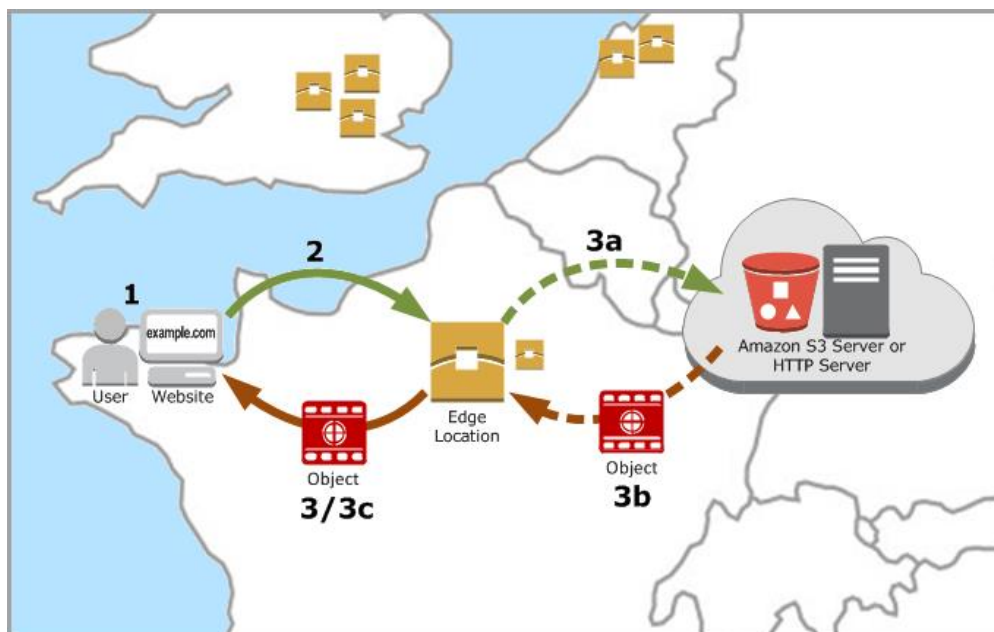 1
example.com
User
Website
2
Edge
Location
3a
Amazon S3 Server or
HTTP Server
Object
3/3c
Object
3b